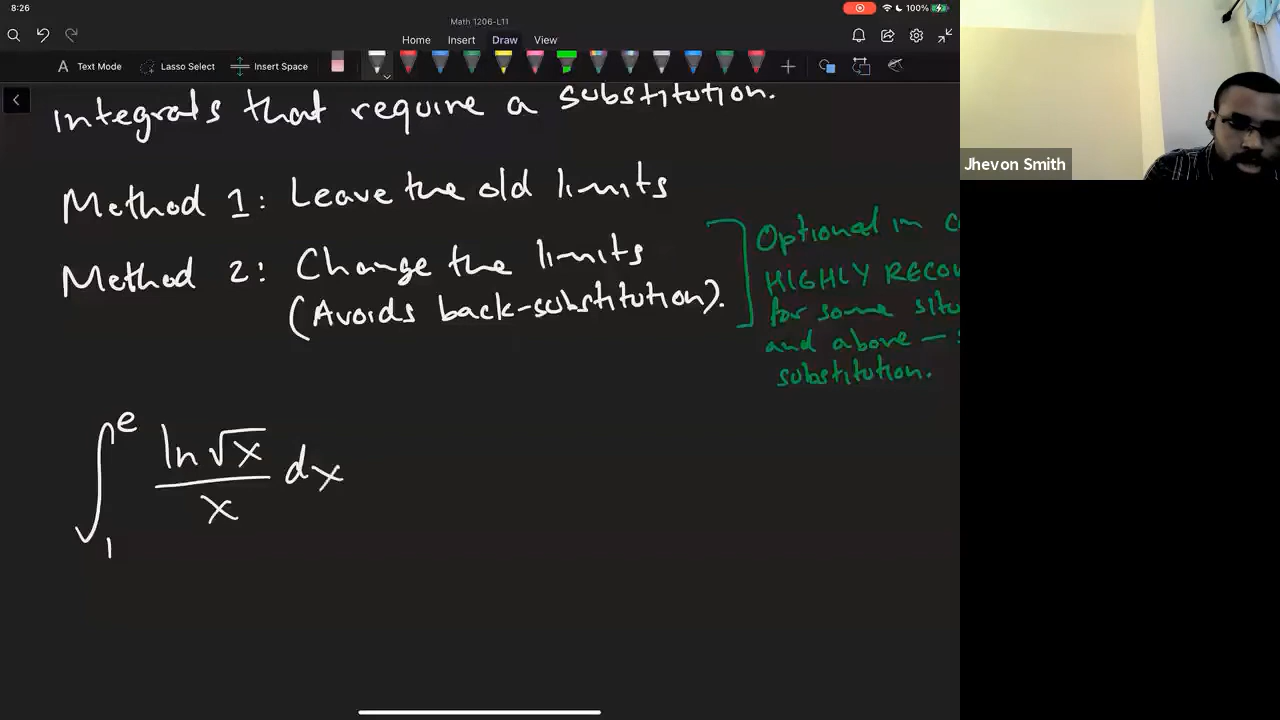 8:26
Math 1206-L11
100%
Home Insert Draw View
Text Mode Lasso Select Insert Space
integrals that require a substitution.
Method 1: Leave the old limits
Method 2: Change the limits
(Avoids back-substitution).
Optional in
HIGHLY
for some
and above —
substitution.
∫₁ᵉ ln√x / x dx
Jhevon Smith